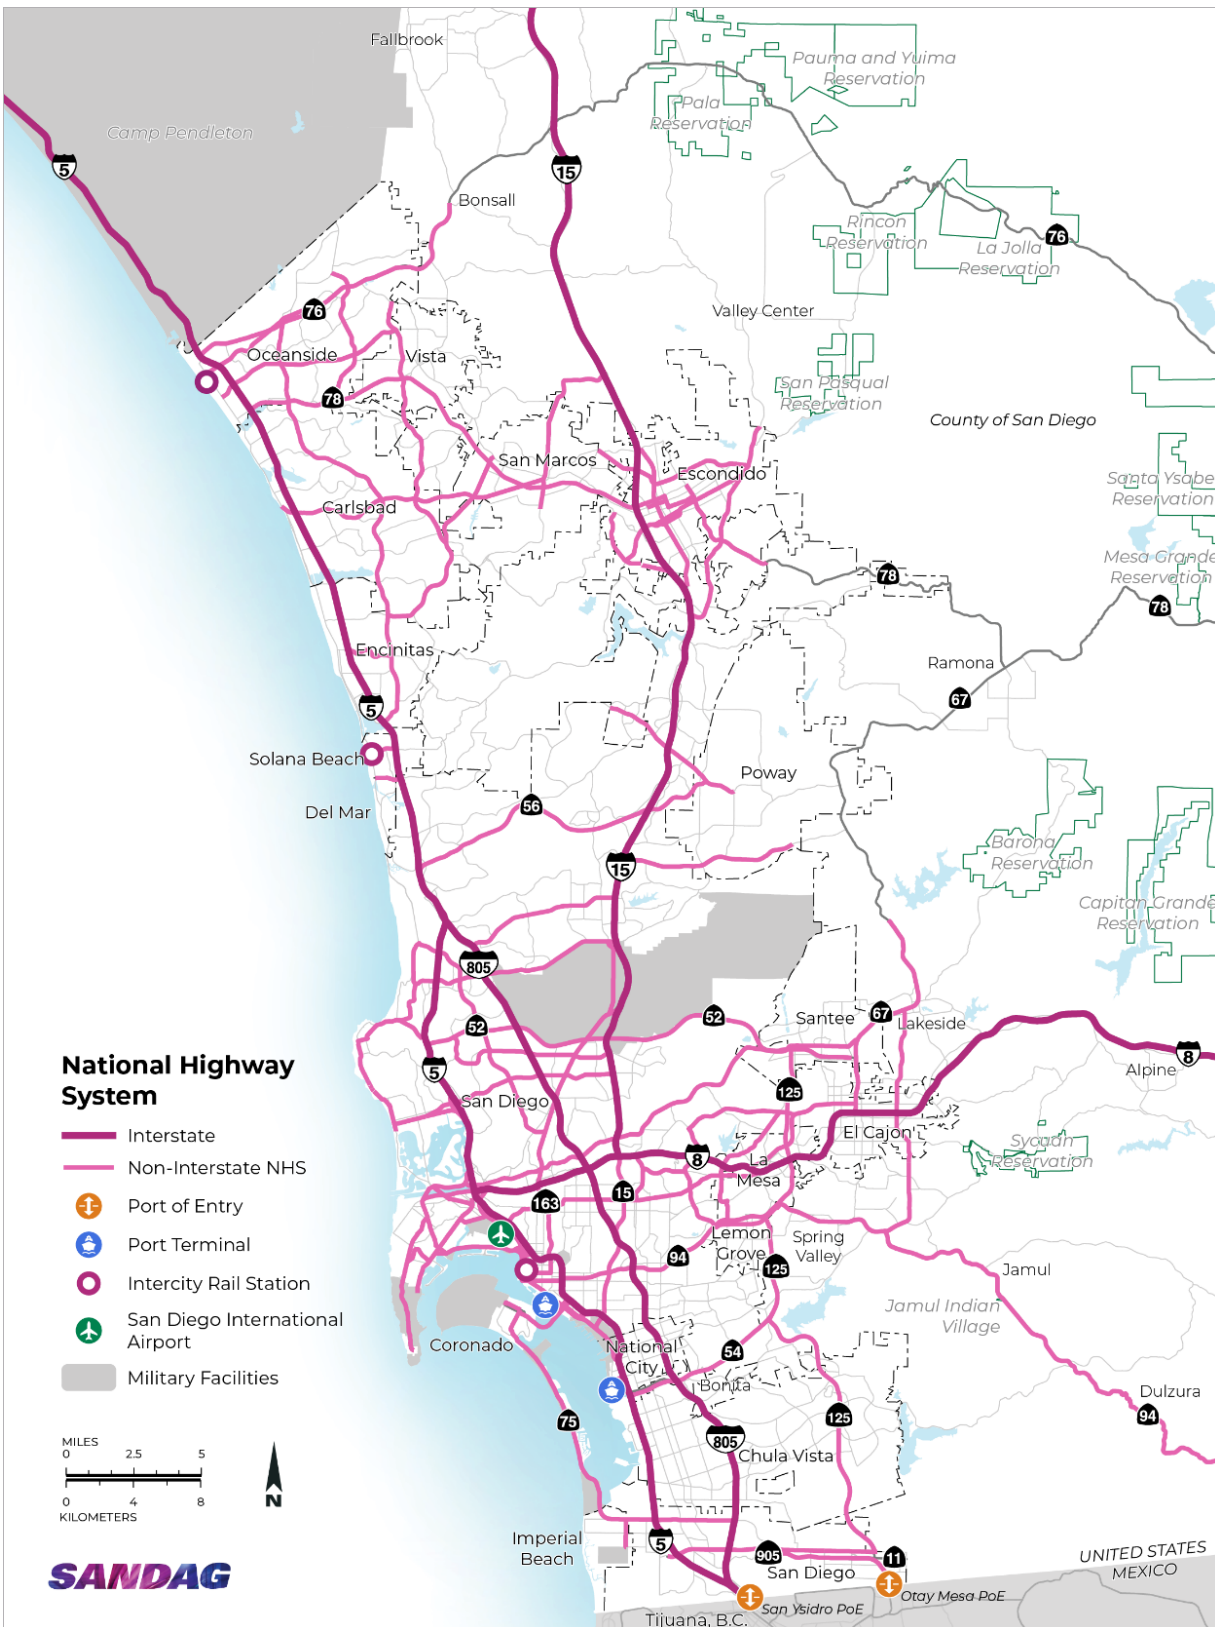 Fallbrook
Pauma and Yuima
Reservation
Pala
Reservation
Camp Pendleton
5
15
Bonsall
Rincon
Reservation
La Jolla
Reservation
76
76
Valley Center
Oceanside
Vista
San Pasqual
Reservation
78
County of San Diego
San Marcos
Escondido
Santa Ysabe
Reservation
Carlsbad
Mesa Grande
Reservation
78
78
Encinitas
Ramona
67
5
Solana Beach
Poway
56
Del Mar
Barona
Reservation
15
Capitan Grande
Reservation
805
52
52
Santee
67
Lakeside
5
8
Alpine
125
San Diego
El Cajon
Sycuan
Reservation
8
La
Mesa
163
15
Lemon
Grove
Spring
Valley
94
125
Jamul
Jamul Indian
Village
Coronado
National
City
54
Bonita
Dulzura
94
75
125
805
Chula Vista
Imperial
Beach
5
905
11
San Diego
UNITED STATES
MEXICO
Otay Mesa PoE
San Ysidro PoE
Tijuana, B.C.
National Highway
System
Interstate
Non-Interstate NHS
Port of Entry
Port Terminal
Intercity Rail Station
San Diego International
Airport
Military Facilities
MILES
0 2.5 5
0 4 8
KILOMETERS
N
SANDAG